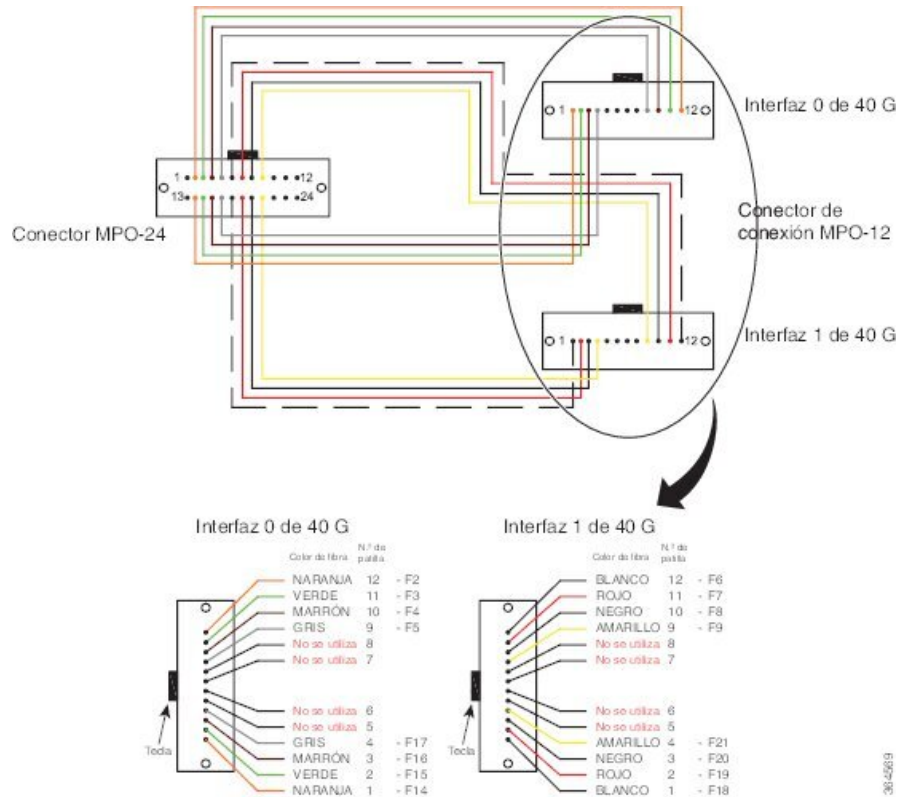 Interfaz 0 de 40 G
1
12
1
12
13
24
Conector MPO-24
Conector de
conexión MPO-12
Interfaz 1 de 40 G
1
12
Interfaz 0 de 40 G
Color de fibra N.º de patilla
NARANJA 12 - F2
VERDE 11 - F3
MARRÓN 10 - F4
GRIS 9 - F5
No se utiliza 8
No se utiliza 7
No se utiliza 6
No se utiliza 5
GRIS 4 - F17
MARRÓN 3 - F16
VERDE 2 - F15
NARANJA 1 - F14
Tecla
Interfaz 1 de 40 G
Color de fibra N.º de patilla
BLANCO 12 - F6
ROJO 11 - F7
NEGRO 10 - F8
AMARILLO 9 - F9
No se utiliza 8
No se utiliza 7
No se utiliza 6
No se utiliza 5
AMARILLO 4 - F21
NEGRO 3 - F20
ROJO 2 - F19
BLANCO 1 - F18
Tecla
364569